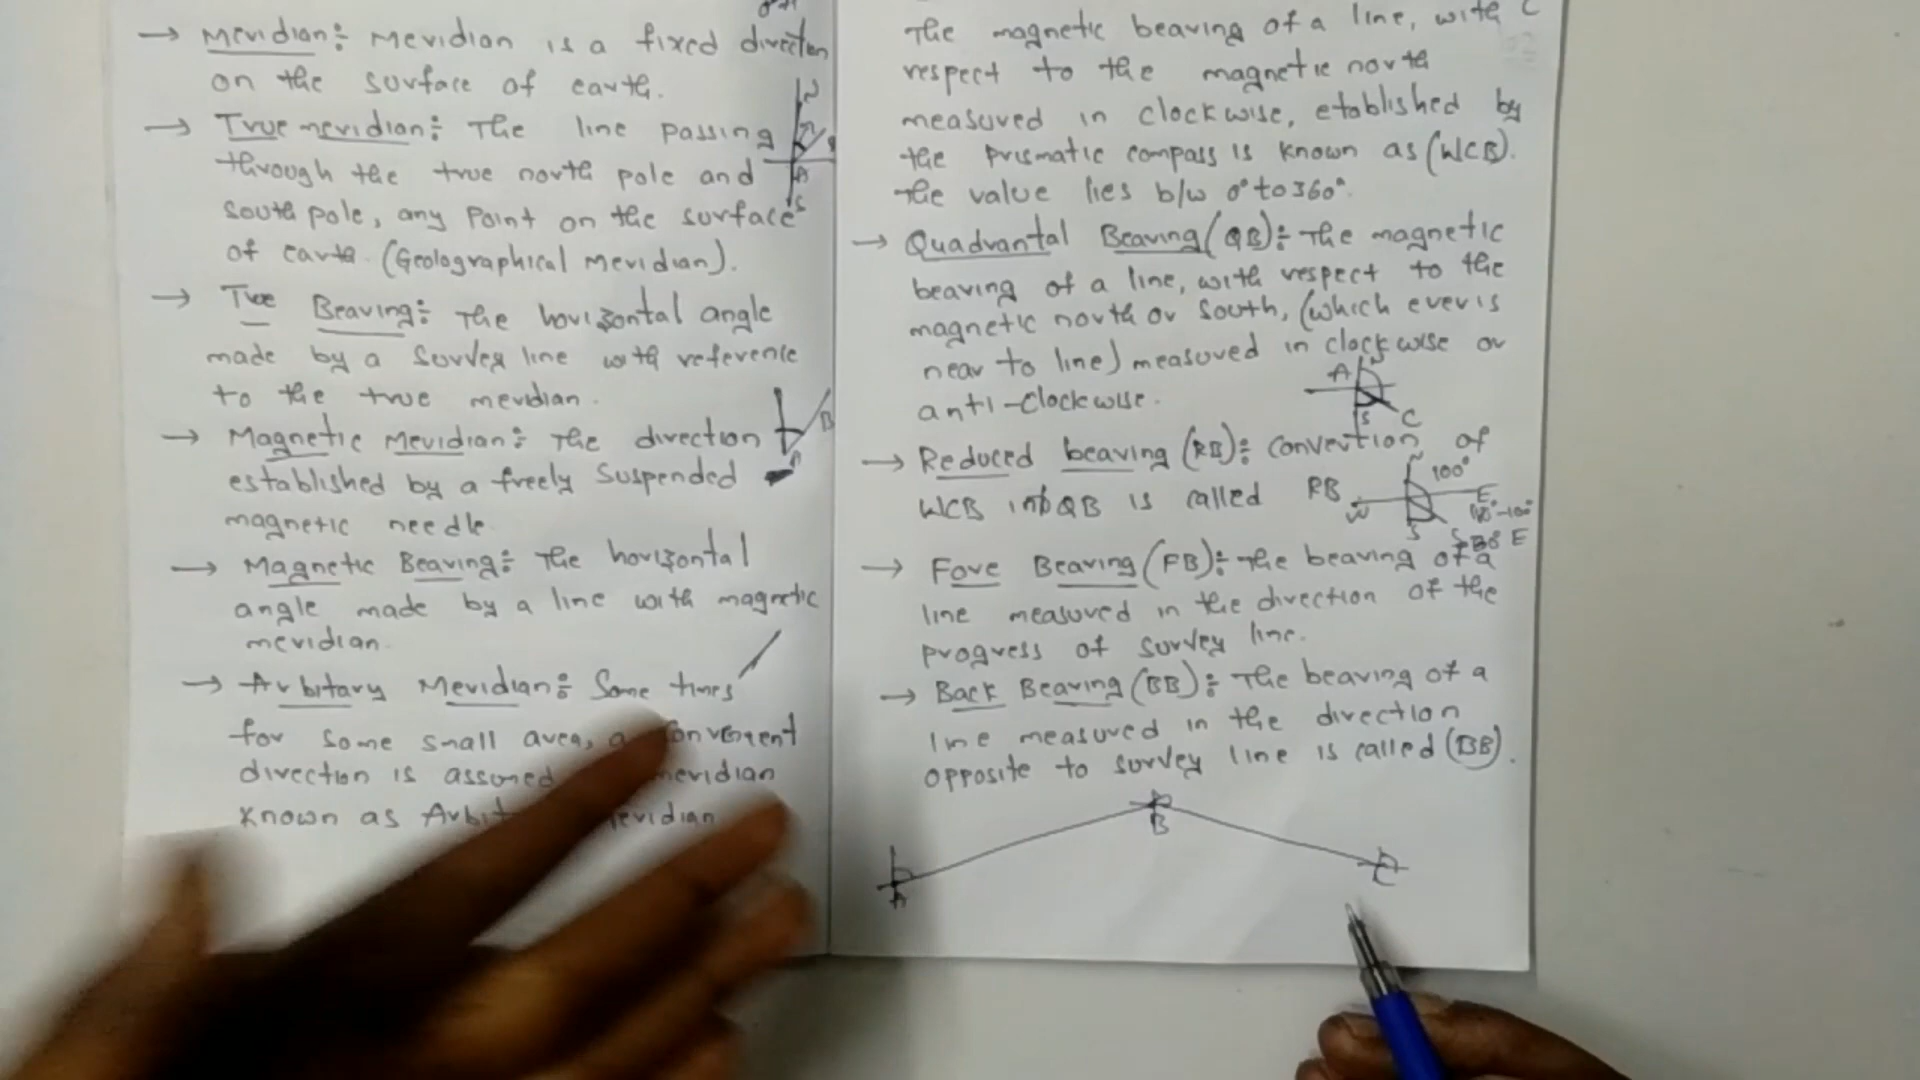 → Meridian: Meridian is a fixed direction
on the surface of earth.
→ True meridian: The line passing
through the true north pole and
south pole, any point on the surface
of earth. (Geolographical Meridian).
→ True Bearing: The horizontal angle
made by a Survey line with reference
to the true meridian.
→ Magnetic Meridian: The direction
established by a freely suspended
magnetic needle.
→ Magnetic Bearing: The horizontal
angle made by a line with magnetic
meridian.
→ Arbitary Meridian: Some times
for some small area, a convenient
direction is assumed meridian
known as
N
A
S
B
The magnetic bearing of a line, with
respect to the magnetic north
measured in clockwise, etablished by
the Prismatic compass is known as (WCB).
The value lies b/w 0° to 360°.
→ Quadrantal Bearing (QB): The magnetic
bearing of a line, with respect to the
magnetic north or south, (which ever is
near to line) measured in clockwise or
anti-clockwise.
A
S
C
→ Reduced bearing (RB): convertion of
WCB into QB is called RB
N
100°
W
E
S
→ Fore Bearing (FB): The bearing of a
line measured in the direction of the
progress of survey line.
→ Back Bearing (BB): The bearing of a
line measured in the direction
opposite to survey line is called (BB).
A
B
C